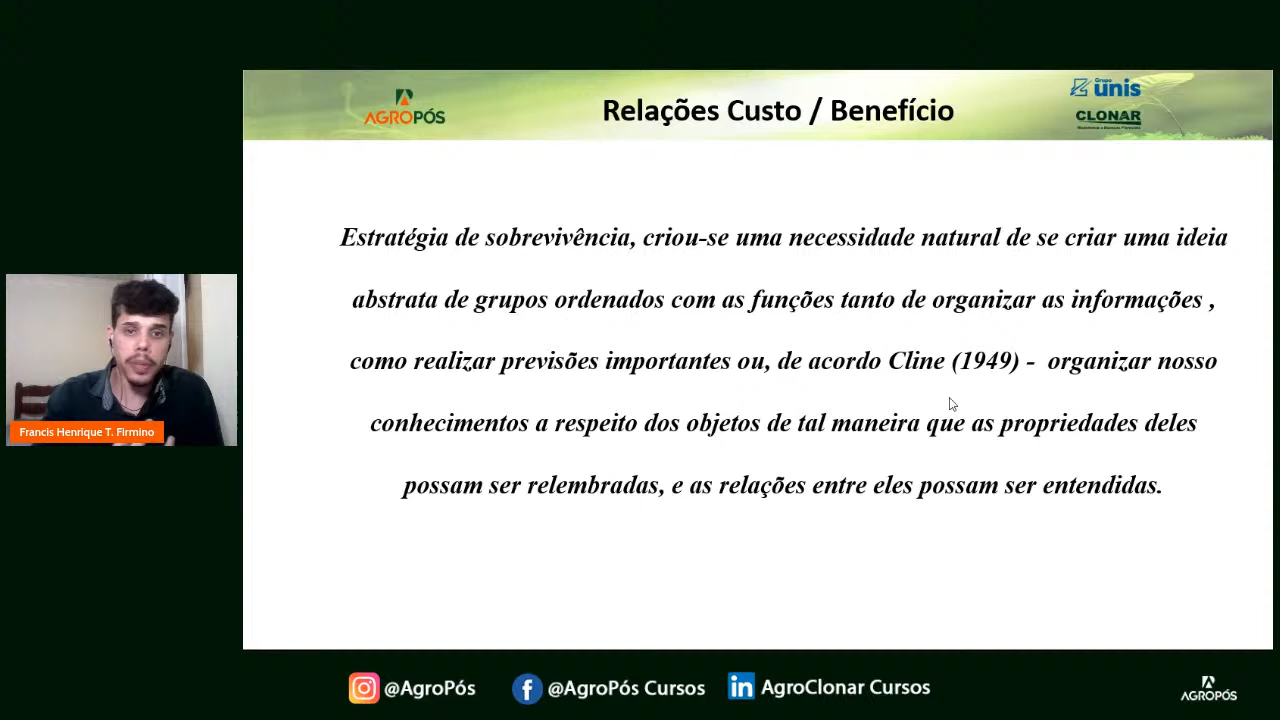 AGROPÓS
Relações Custo / Benefício
Grupo
unis
CLONAR
Estratégia de sobrevivência, criou-se uma necessidade natural de se criar uma ideia
abstrata de grupos ordenados com as funções tanto de organizar as informações ,
como realizar previsões importantes ou, de acordo Cline (1949) - organizar nosso
conhecimentos a respeito dos objetos de tal maneira que as propriedades deles
possam ser relembradas, e as relações entre eles possam ser entendidas.
Francis Henrique T. Firmino
@AgroPós
@AgroPós Cursos
AgroClonar Cursos
AGROPÓS